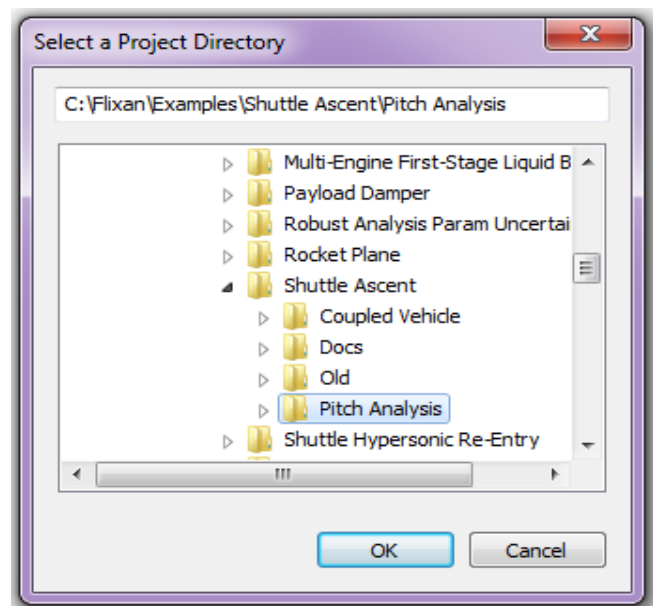 Select a Project Directory
C:\Flixan\Examples\Shuttle Ascent\Pitch Analysis
Multi-Engine First-Stage Liquid B
Payload Damper
Robust Analysis Param Uncertai
Rocket Plane
Shuttle Ascent
Coupled Vehicle
Docs
Old
Pitch Analysis
Shuttle Hypersonic Re-Entry
OK Cancel